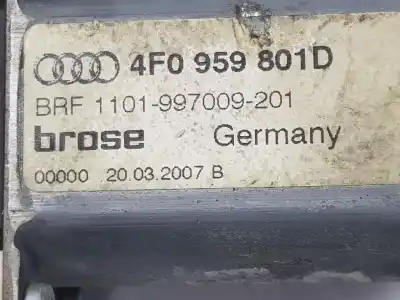 4F0 959 801D
BRF 1101-997009-201
brose Germany
00000 20.03.2007 B